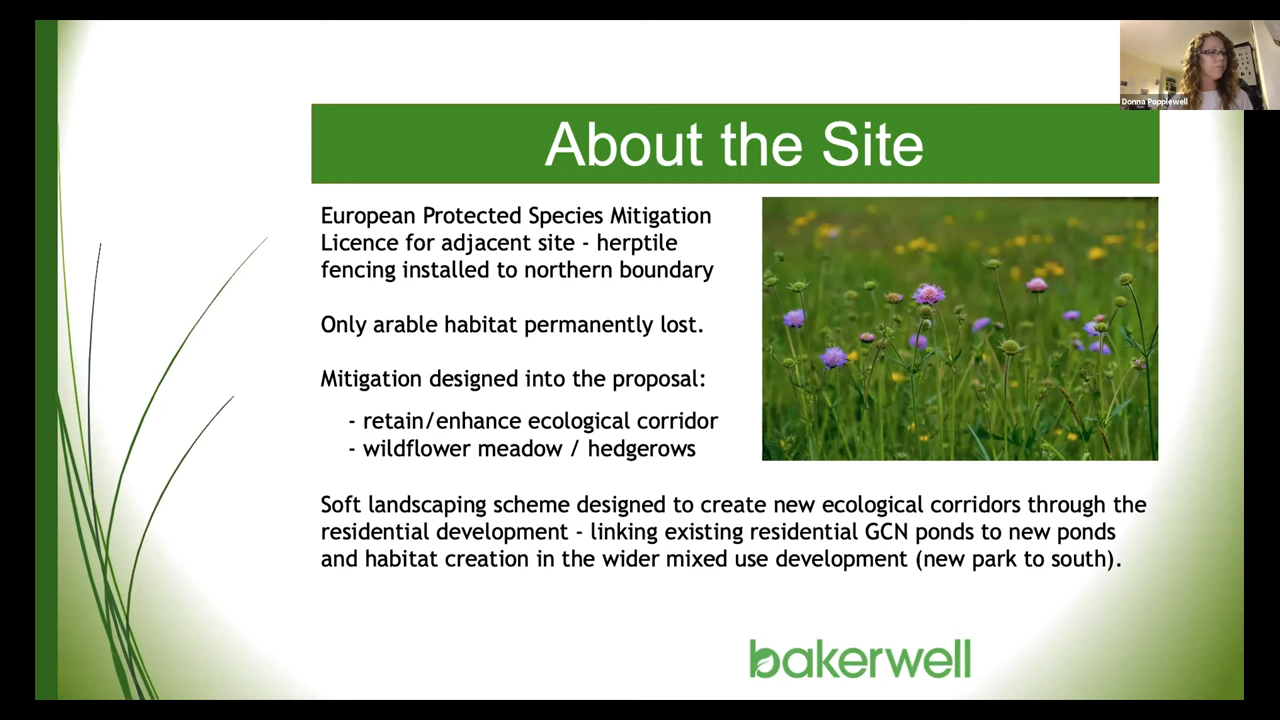 Donna Popplewell
About the Site
European Protected Species Mitigation
Licence for adjacent site - herptile
fencing installed to northern boundary
Only arable habitat permanently lost.
Mitigation designed into the proposal:
- retain/enhance ecological corridor
- wildflower meadow / hedgerows
Soft landscaping scheme designed to create new ecological corridors through the
residential development - linking existing residential GCN ponds to new ponds
and habitat creation in the wider mixed use development (new park to south).
bakerwell